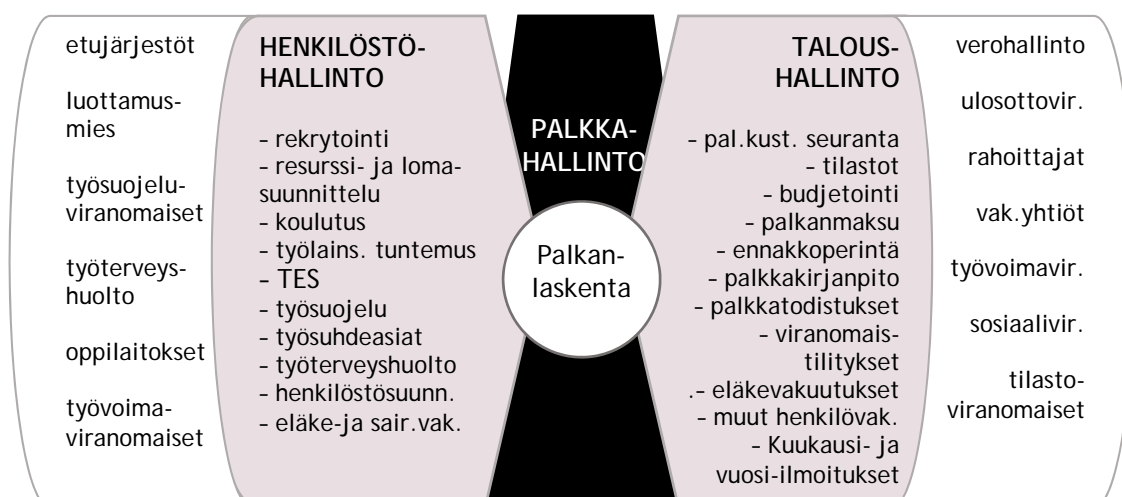 etujärjestöt
luottamus-
mies
työsuojelu-
viranomaiset
työterveys-
huolto
oppilaitokset
työvoima-
viranomaiset
HENKILÖSTÖ-
HALLINTO
– rekrytointi
– resurssi- ja loma-
suunnittelu
– koulutus
– työlains. tuntemus
– TES
– työsuojelu
– työsuhdeasiat
– työterveyshuolto
– henkilöstösuunn.
– eläke-ja sair.vak.
PALKKA-
HALLINTO
Palkan-
laskenta
TALOUS-
HALLINTO
– pal.kust. seuranta
– tilastot
– budjetointi
– palkanmaksu
– ennakkoperintä
– palkkakirjanpito
– palkkatodistukset
– viranomais-
tilitykset
.– eläkevakuutukset
– muut henkilövak.
– Kuukausi- ja
vuosi-ilmoitukset
verohallinto
ulosottovir.
rahoittajat
vak.yhtiöt
työvoimavir.
sosiaalivir.
tilasto-
viranomaiset